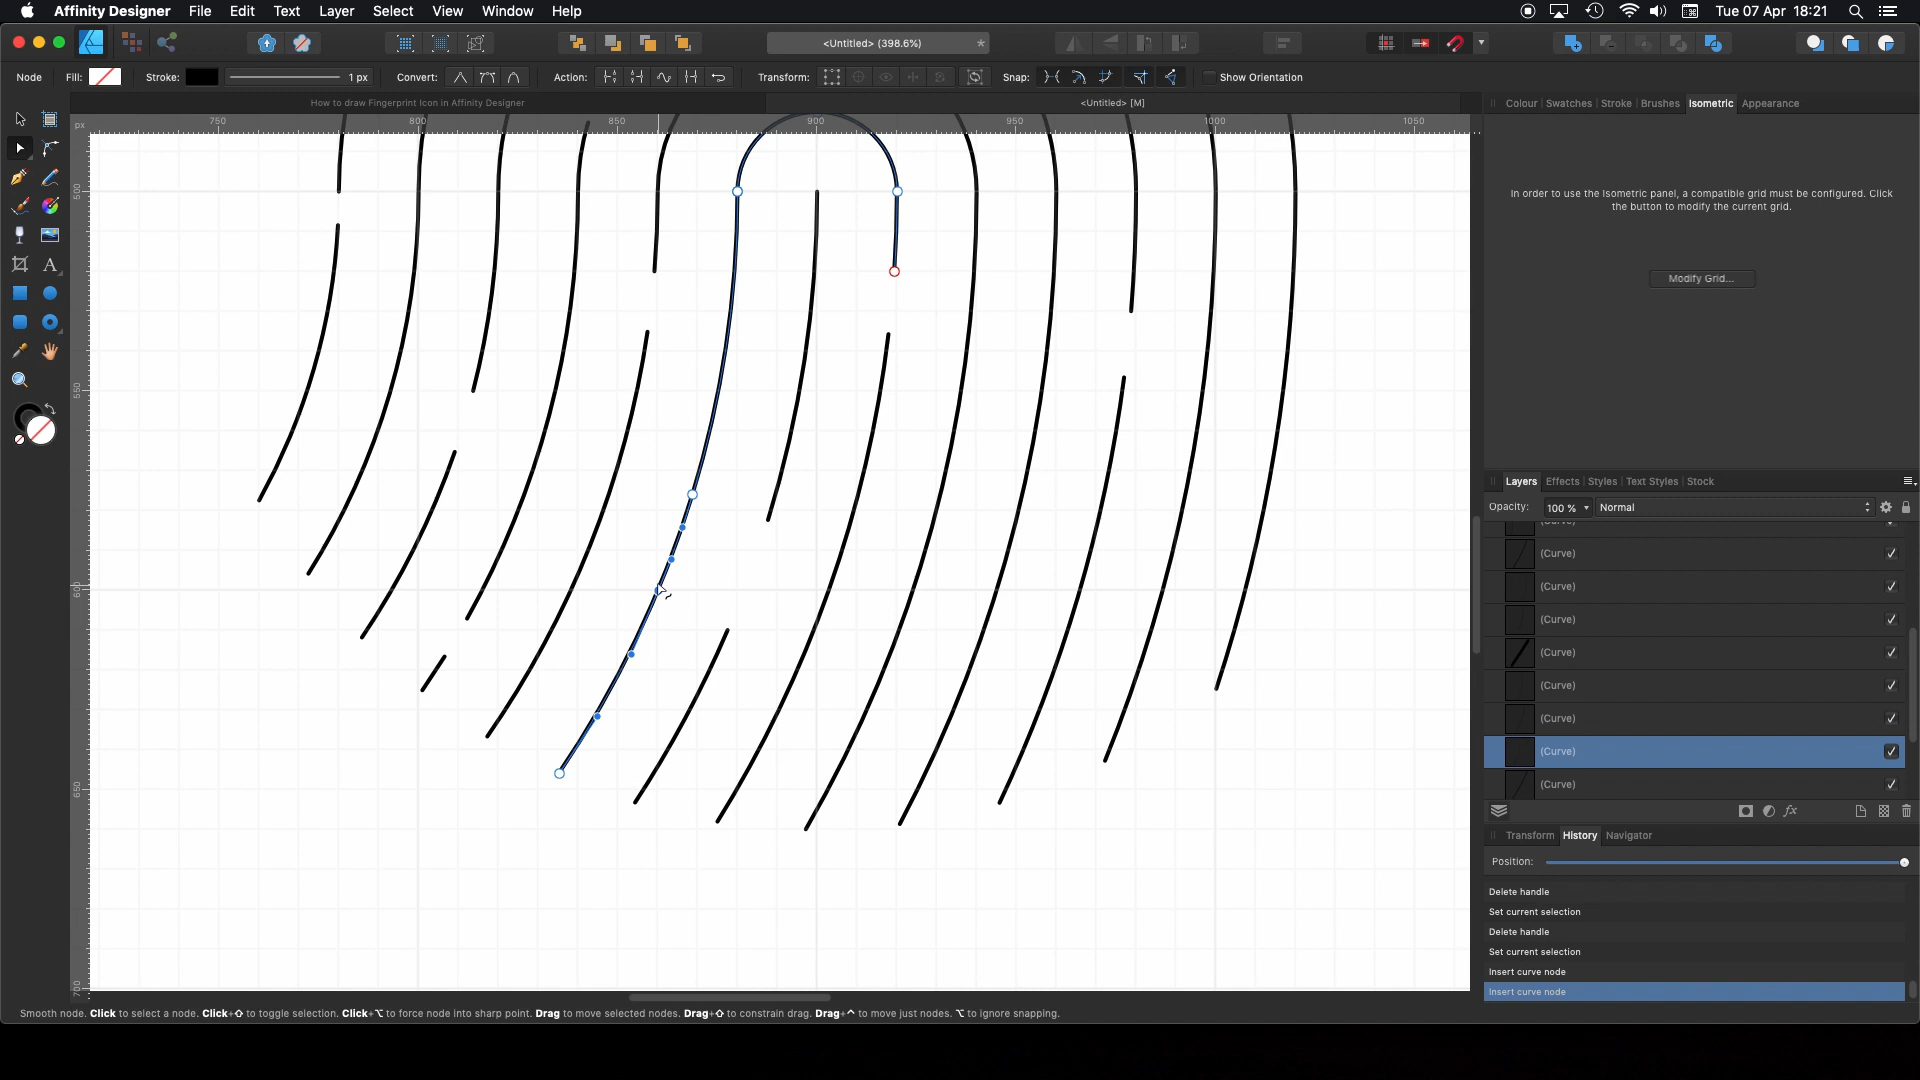 Affinity Designer File Edit Text Layer Select View Window Help Tue 07 Apr 18:21
<Untitled> (398.6%) *
Node Fill: Stroke: 1 px Convert: Action: Transform: Snap: Show Orientation
How to draw Fingerprint Icon in Affinity Designer <Untitled> [M]
Colour Swatches Stroke Brushes Isometric Appearance
px 750 800 850 900 950 1000 1050
500
550
600
650
700
In order to use the Isometric panel, a compatible grid must be configured. Click
the button to modify the current grid.
Modify Grid...
Layers Effects Styles Text Styles Stock
Opacity: 100 % Normal
(Curve)
(Curve)
(Curve)
(Curve)
(Curve)
(Curve)
(Curve)
(Curve)
Transform History Navigator
Position:
Delete handle
Set current selection
Delete handle
Set current selection
Insert curve node
Insert curve node
Smooth node. Click to select a node. Click+⇧ to toggle selection. Click+⌥ to force node into sharp point. Drag to move selected nodes. Drag+⇧ to constrain drag. Drag+^ to move just nodes. ⌥ to ignore snapping.